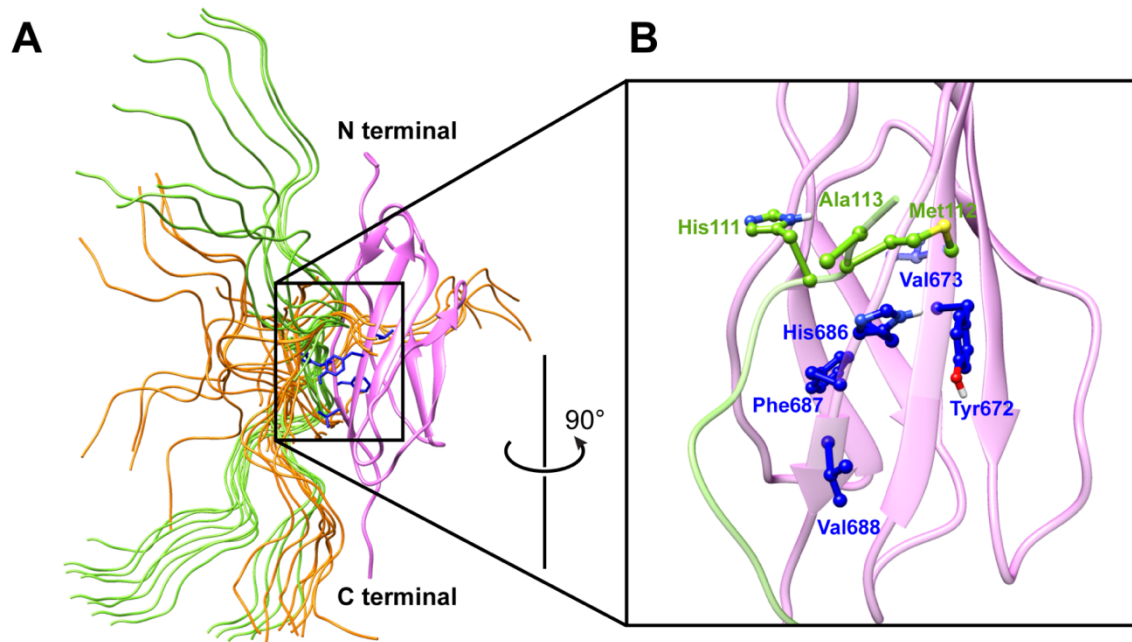 A
B
N terminal
Ala113
Met112
His111
Val673
His686
Phe687
Tyr672
90°
Val688
C terminal